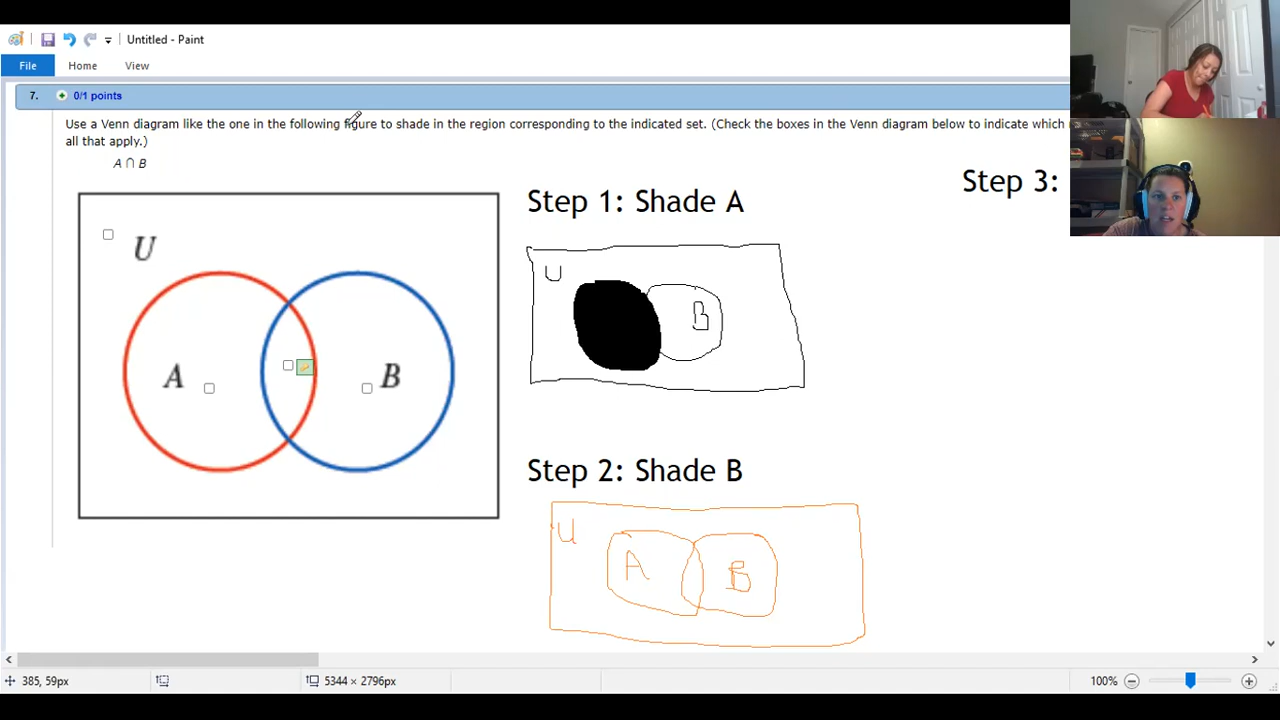 Untitled - Paint
File Home View
7. 0/1 points
Use a Venn diagram like the one in the following figure to shade in the region corresponding to the indicated set. (Check the boxes in the Venn diagram below to indicate which
all that apply.)
A ∩ B
U
A
B
Step 1: Shade A
U
B
Step 2: Shade B
U
A
B
Step 3:
385, 59px
5344 × 2796px
100%